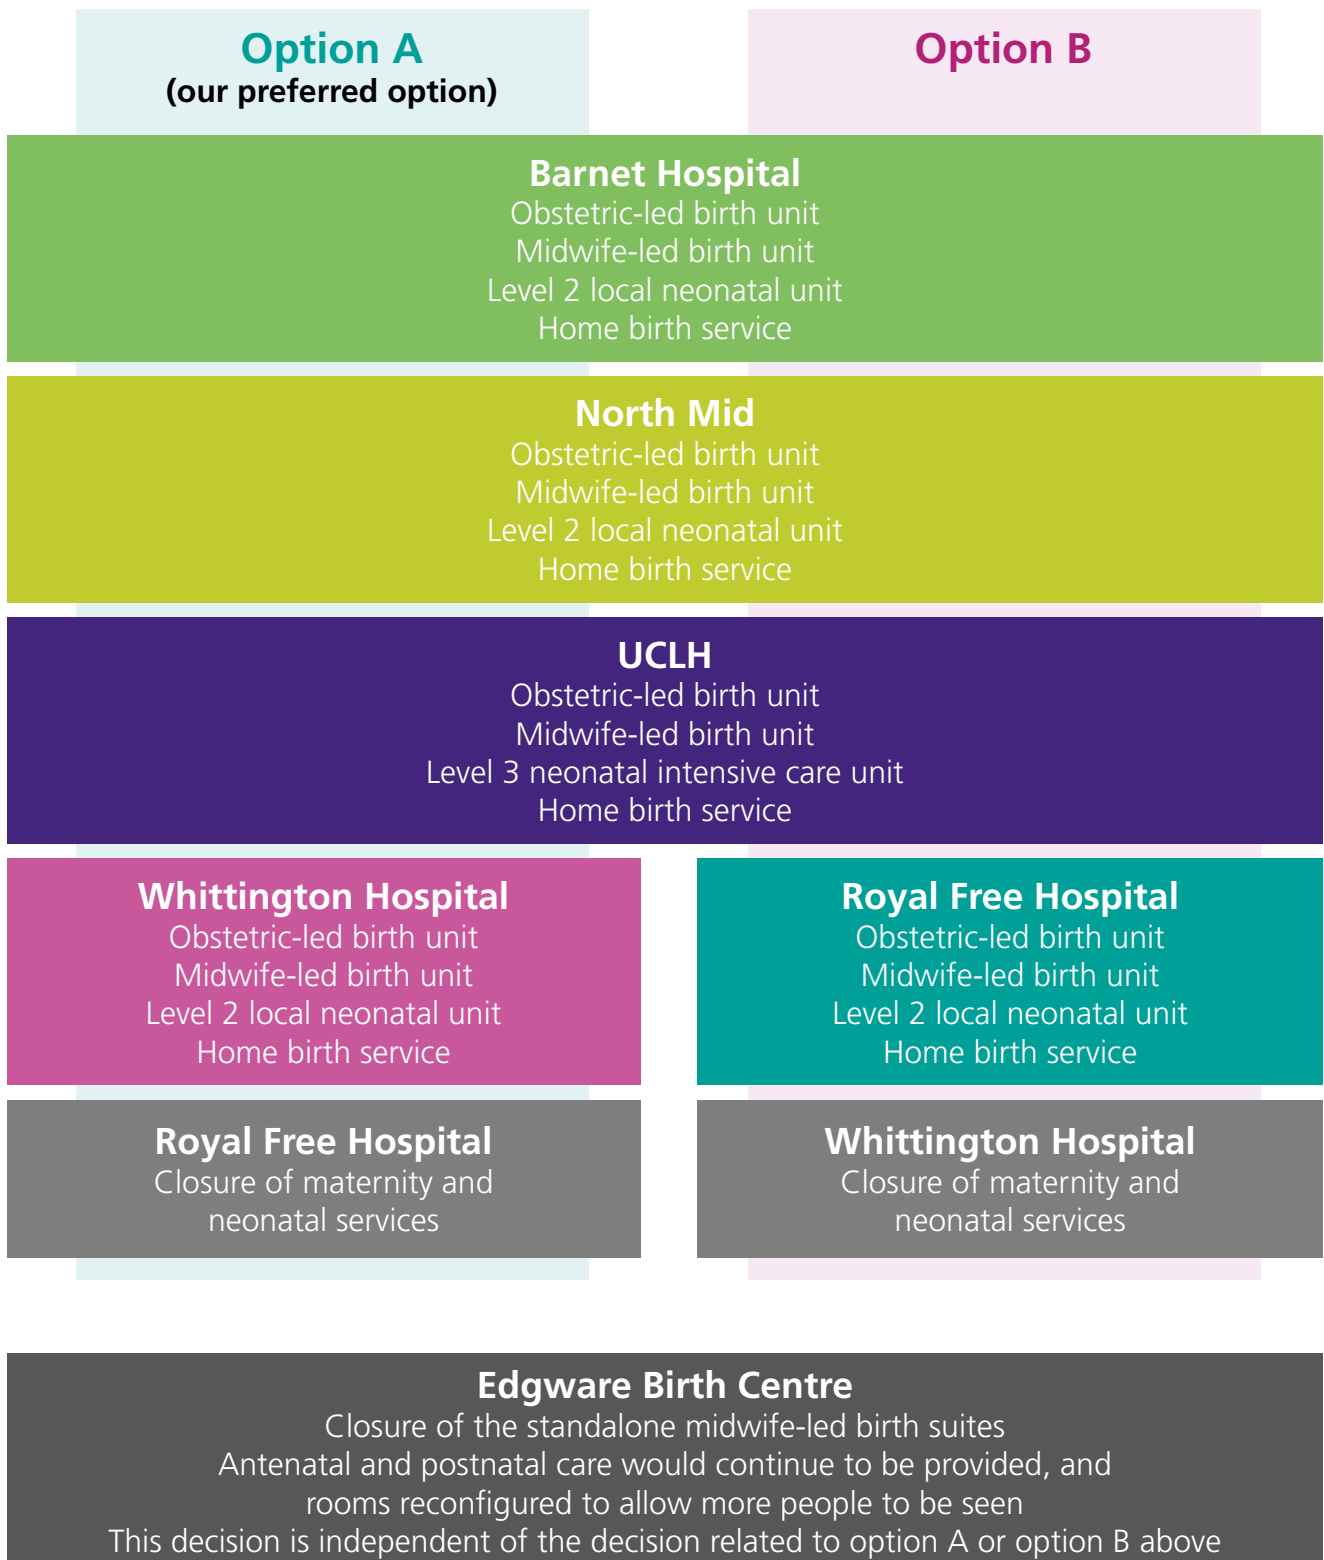 Option A
(our preferred option)
Option B
Barnet Hospital
Obstetric-led birth unit
Midwife-led birth unit
Level 2 local neonatal unit
Home birth service
North Mid
Obstetric-led birth unit
Midwife-led birth unit
Level 2 local neonatal unit
Home birth service
UCLH
Obstetric-led birth unit
Midwife-led birth unit
Level 3 neonatal intensive care unit
Home birth service
Whittington Hospital
Obstetric-led birth unit
Midwife-led birth unit
Level 2 local neonatal unit
Home birth service
Royal Free Hospital
Obstetric-led birth unit
Midwife-led birth unit
Level 2 local neonatal unit
Home birth service
Royal Free Hospital
Closure of maternity and
neonatal services
Whittington Hospital
Closure of maternity and
neonatal services
Edgware Birth Centre
Closure of the standalone midwife-led birth suites
Antenatal and postnatal care would continue to be provided, and
rooms reconfigured to allow more people to be seen
This decision is independent of the decision related to option A or option B above